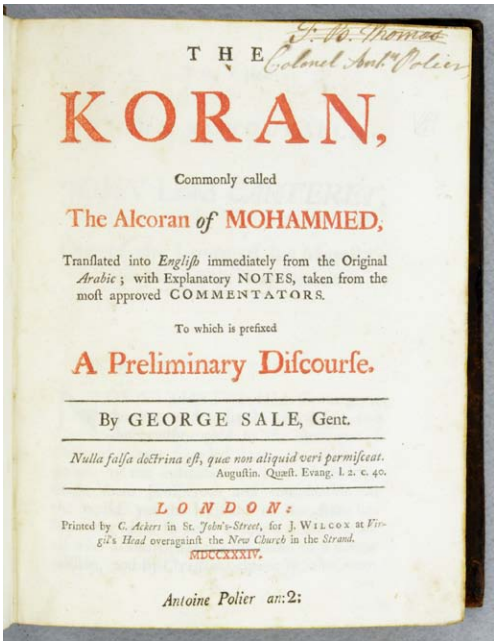 J. B. Thomas
Colonel Ant.ne Polier
THE
KORAN,
Commonly called
The Alcoran of MOHAMMED,
Tranſlated into Engliſh immediately from the Original
Arabic; with Explanatory NOTES, taken from the
moſt approved COMMENTATORS.
To which is prefixed
A Preliminary Diſcourſe.
By GEORGE SALE, Gent.
Nulla falſa doctrina eſt, quæ non aliquid veri permiſceat.
Auguſtin. Quæſt. Evang. l. 2. c. 40.
LONDON:
Printed by C. Ackers in St. John's-Street, for J. WILCOX at Vir-
gil's Head overagainſt the New Church in the Strand.
MDCCXXXIV.
Antoine Polier an:2: